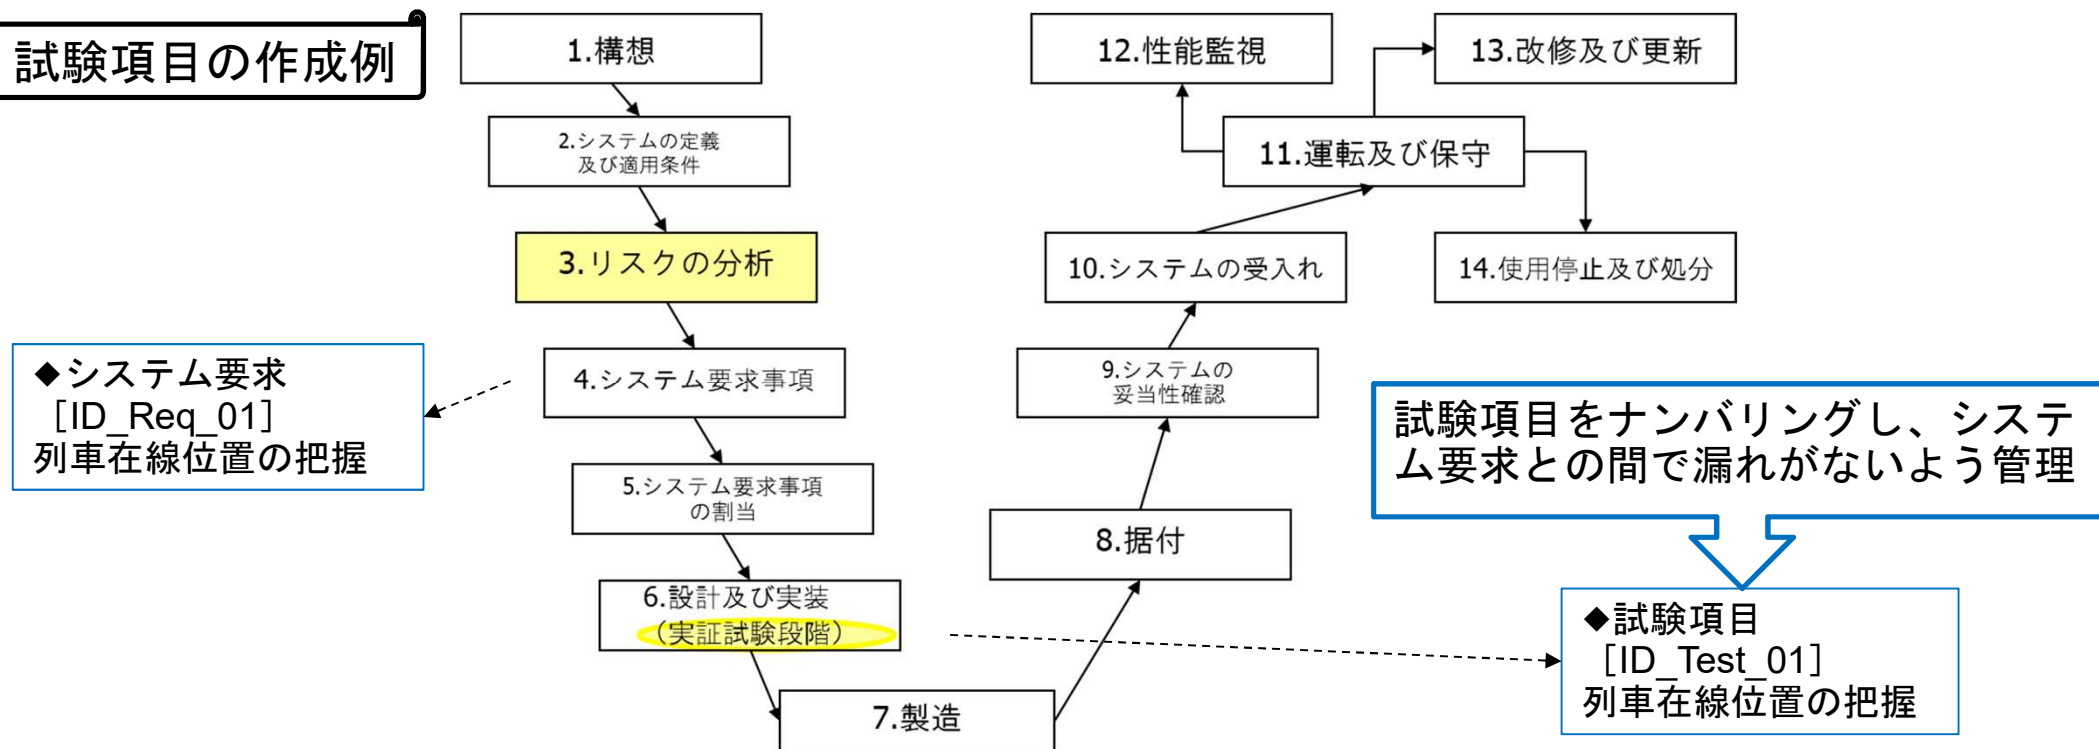 試験項目の作成例
1.構想
2.システムの定義
及び適用条件
3.リスクの分析
4.システム要求事項
5.システム要求事項
の割当
6.設計及び実装
（実証試験段階）
7.製造
8.据付
9.システムの
妥当性確認
10.システムの受入れ
11.運転及び保守
12.性能監視
13.改修及び更新
14.使用停止及び処分
◆システム要求
［ID_Req_01］
列車在線位置の把握
試験項目をナンバリングし、システ
ム要求との間で漏れがないよう管理
◆試験項目
［ID_Test_01］
列車在線位置の把握